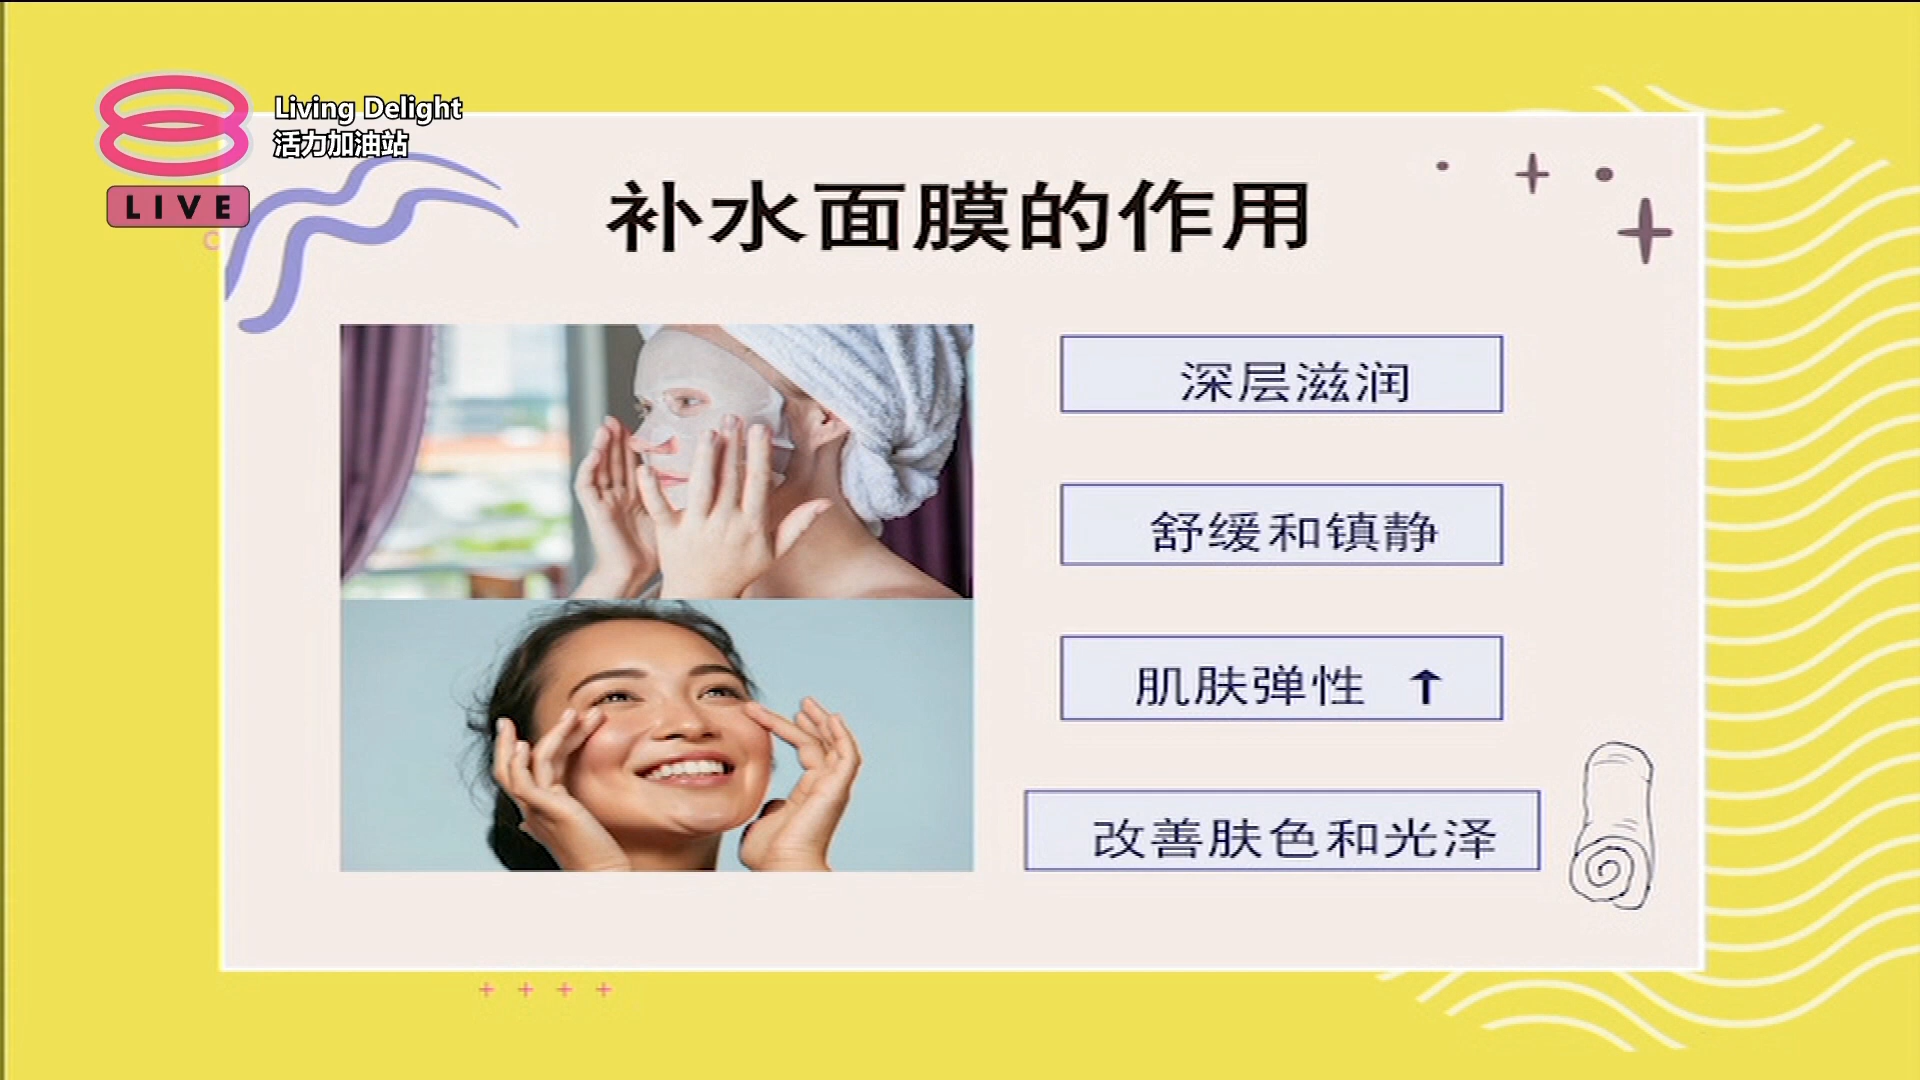 Living Delight
活力加油站
LIVE
补水面膜的作用
深层滋润
舒缓和镇静
肌肤弹性 ↑
改善肤色和光泽